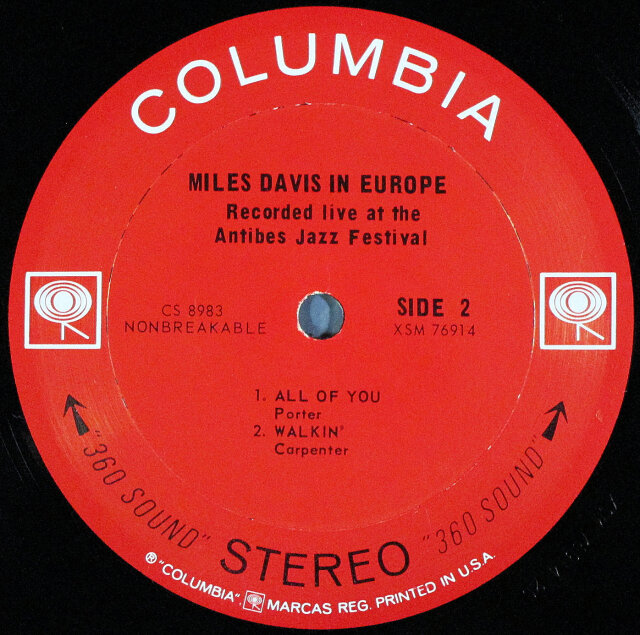 COLUMBIA
MILES DAVIS IN EUROPE
Recorded live at the
Antibes Jazz Festival
CS 8983
NONBREAKABLE
SIDE 2
XSM 76914
1. ALL OF YOU
Porter
2. WALKIN'
Carpenter
"360 SOUND" STEREO "360 SOUND"
® "COLUMBIA", MARCAS REG. PRINTED IN U.S.A.